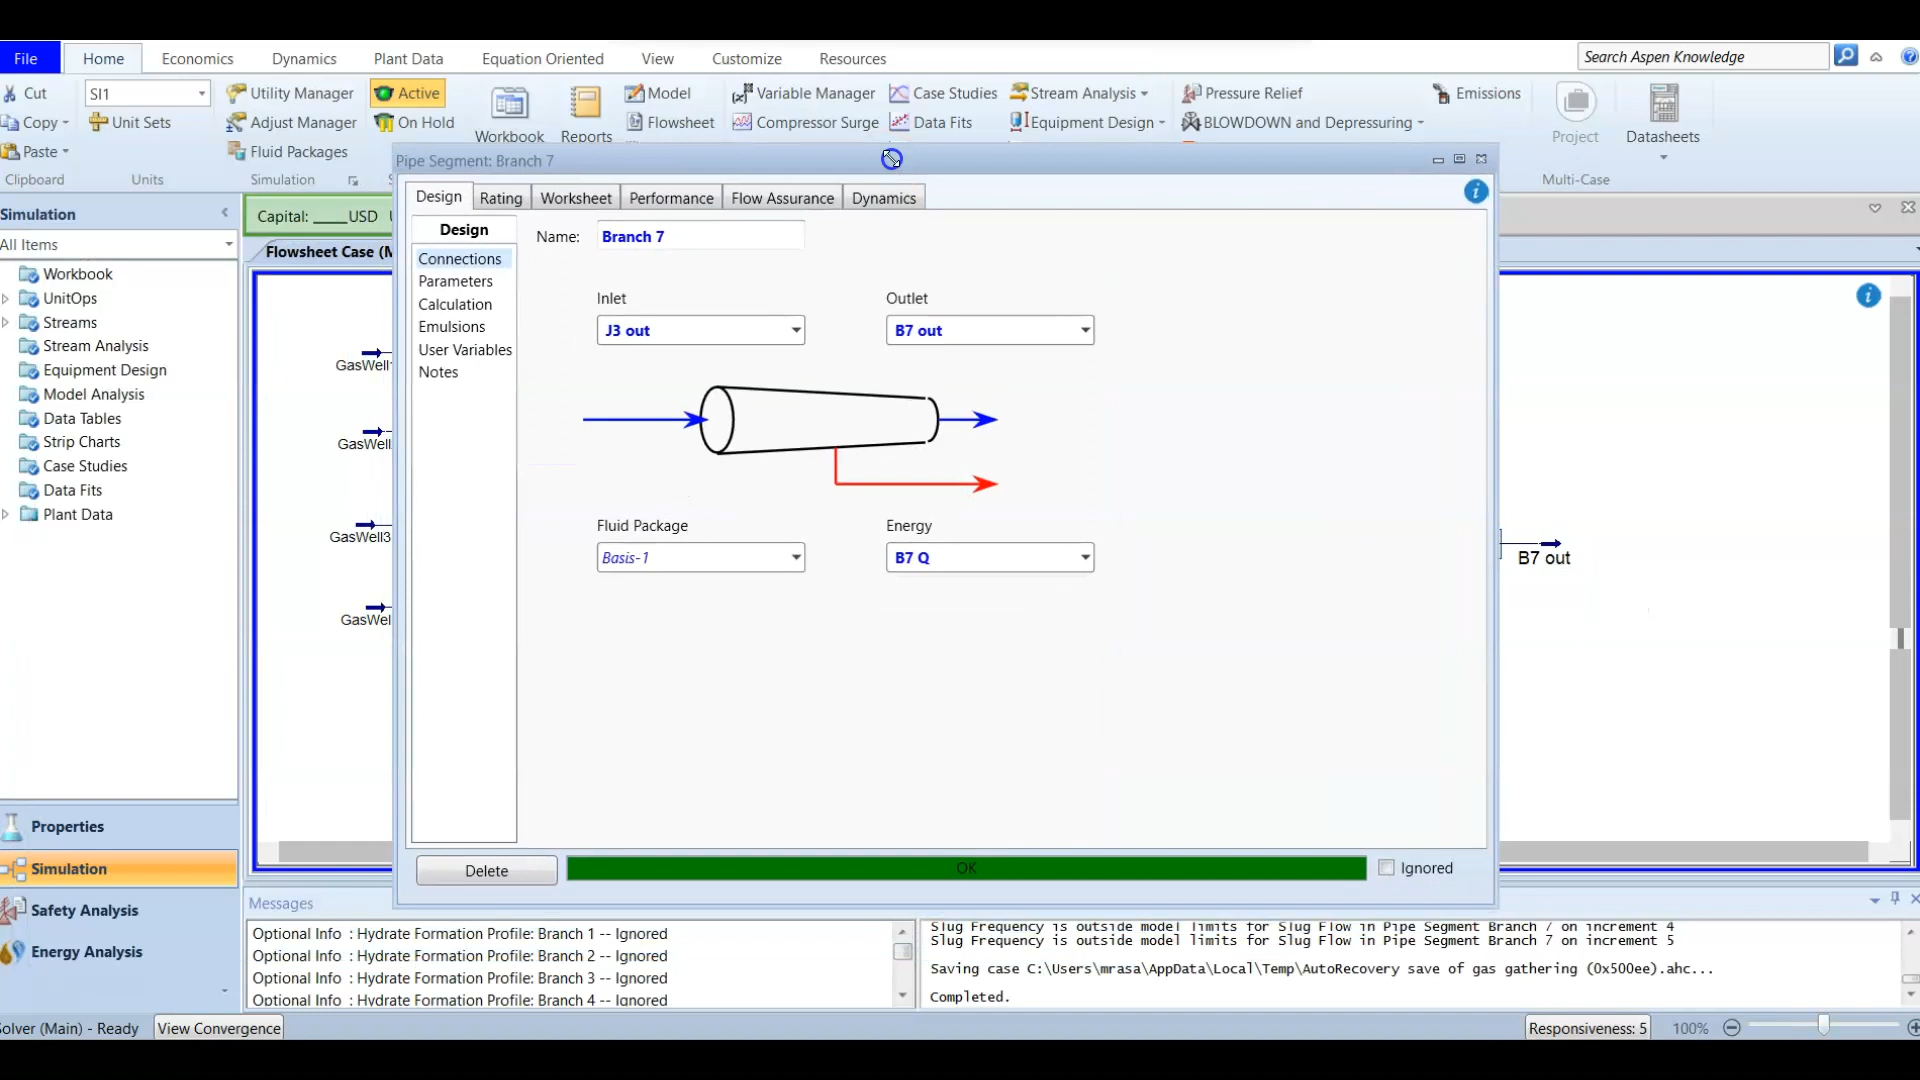 File Home Economics Dynamics Plant Data Equation Oriented View Customize Resources Search Aspen Knowledge
Cut SI1 Utility Manager Active Model Variable Manager Case Studies Stream Analysis Pressure Relief Emissions
Copy Unit Sets Adjust Manager On Hold Workbook Reports Flowsheet Compressor Surge Data Fits Equipment Design BLOWDOWN and Depressuring Project Datasheets
Paste Fluid Packages
Clipboard Units Simulation Multi-Case
Pipe Segment: Branch 7
Simulation
All Items
Workbook
UnitOps
Streams
Stream Analysis
Equipment Design
Model Analysis
Data Tables
Strip Charts
Case Studies
Data Fits
Plant Data
Properties
Simulation
Safety Analysis
Energy Analysis
Capital: _____USD
Flowsheet Case (M
GasWell
GasWell
GasWell3
GasWel
Design Rating Worksheet Performance Flow Assurance Dynamics
Design
Connections
Parameters
Calculation
Emulsions
User Variables
Notes
Name: Branch 7
Inlet Outlet
J3 out B7 out
Fluid Package Energy
Basis-1 B7 Q
B7 out
Delete OK Ignored
Messages
Optional Info : Hydrate Formation Profile: Branch 1 -- Ignored
Optional Info : Hydrate Formation Profile: Branch 2 -- Ignored
Optional Info : Hydrate Formation Profile: Branch 3 -- Ignored
Optional Info : Hydrate Formation Profile: Branch 4 -- Ignored
Slug Frequency is outside model limits for Slug Flow in Pipe Segment Branch 7 on increment 4
Slug Frequency is outside model limits for Slug Flow in Pipe Segment Branch 7 on increment 5
Saving case C:\Users\mrasa\AppData\Local\Temp\AutoRecovery save of gas gathering (0x500ee).ahc...
Completed.
Solver (Main) - Ready View Convergence Responsiveness: 5 100%